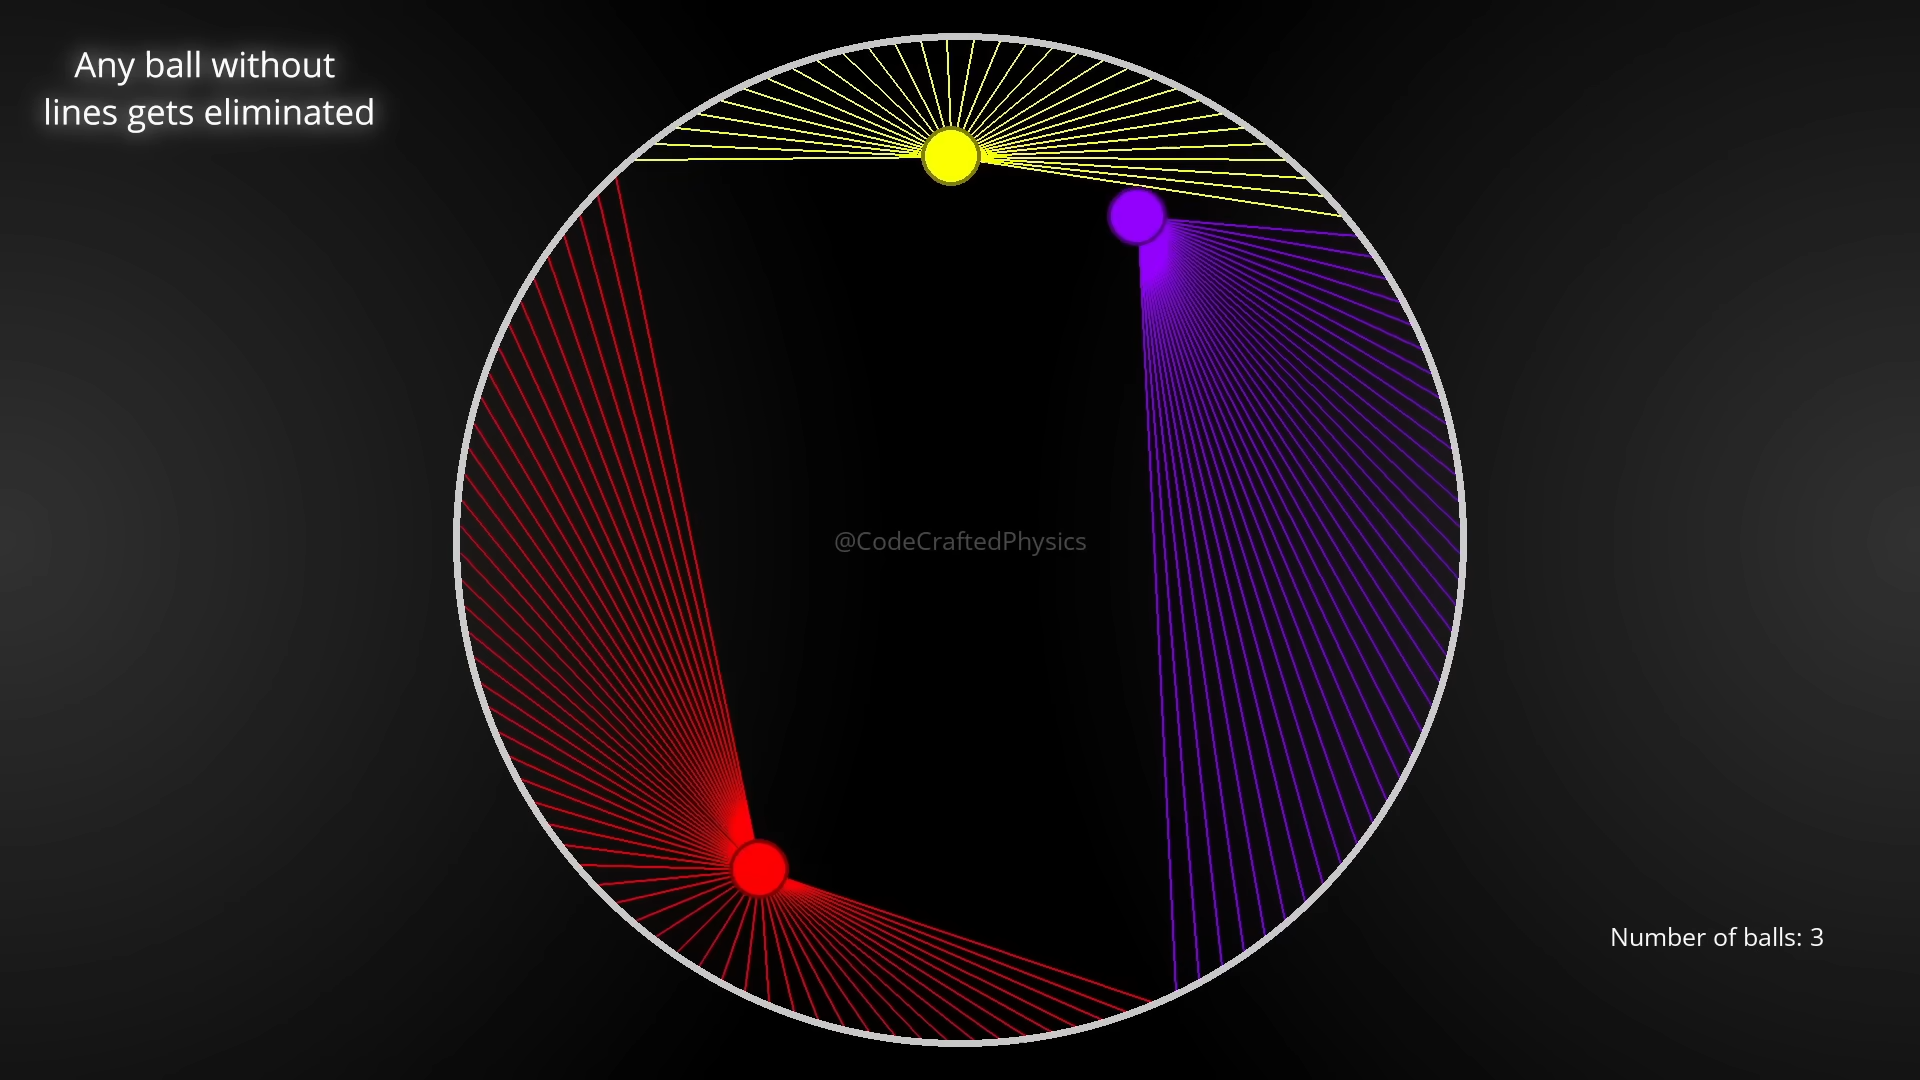 Any ball without
lines gets eliminated
@CodeCraftedPhysics
Number of balls: 3